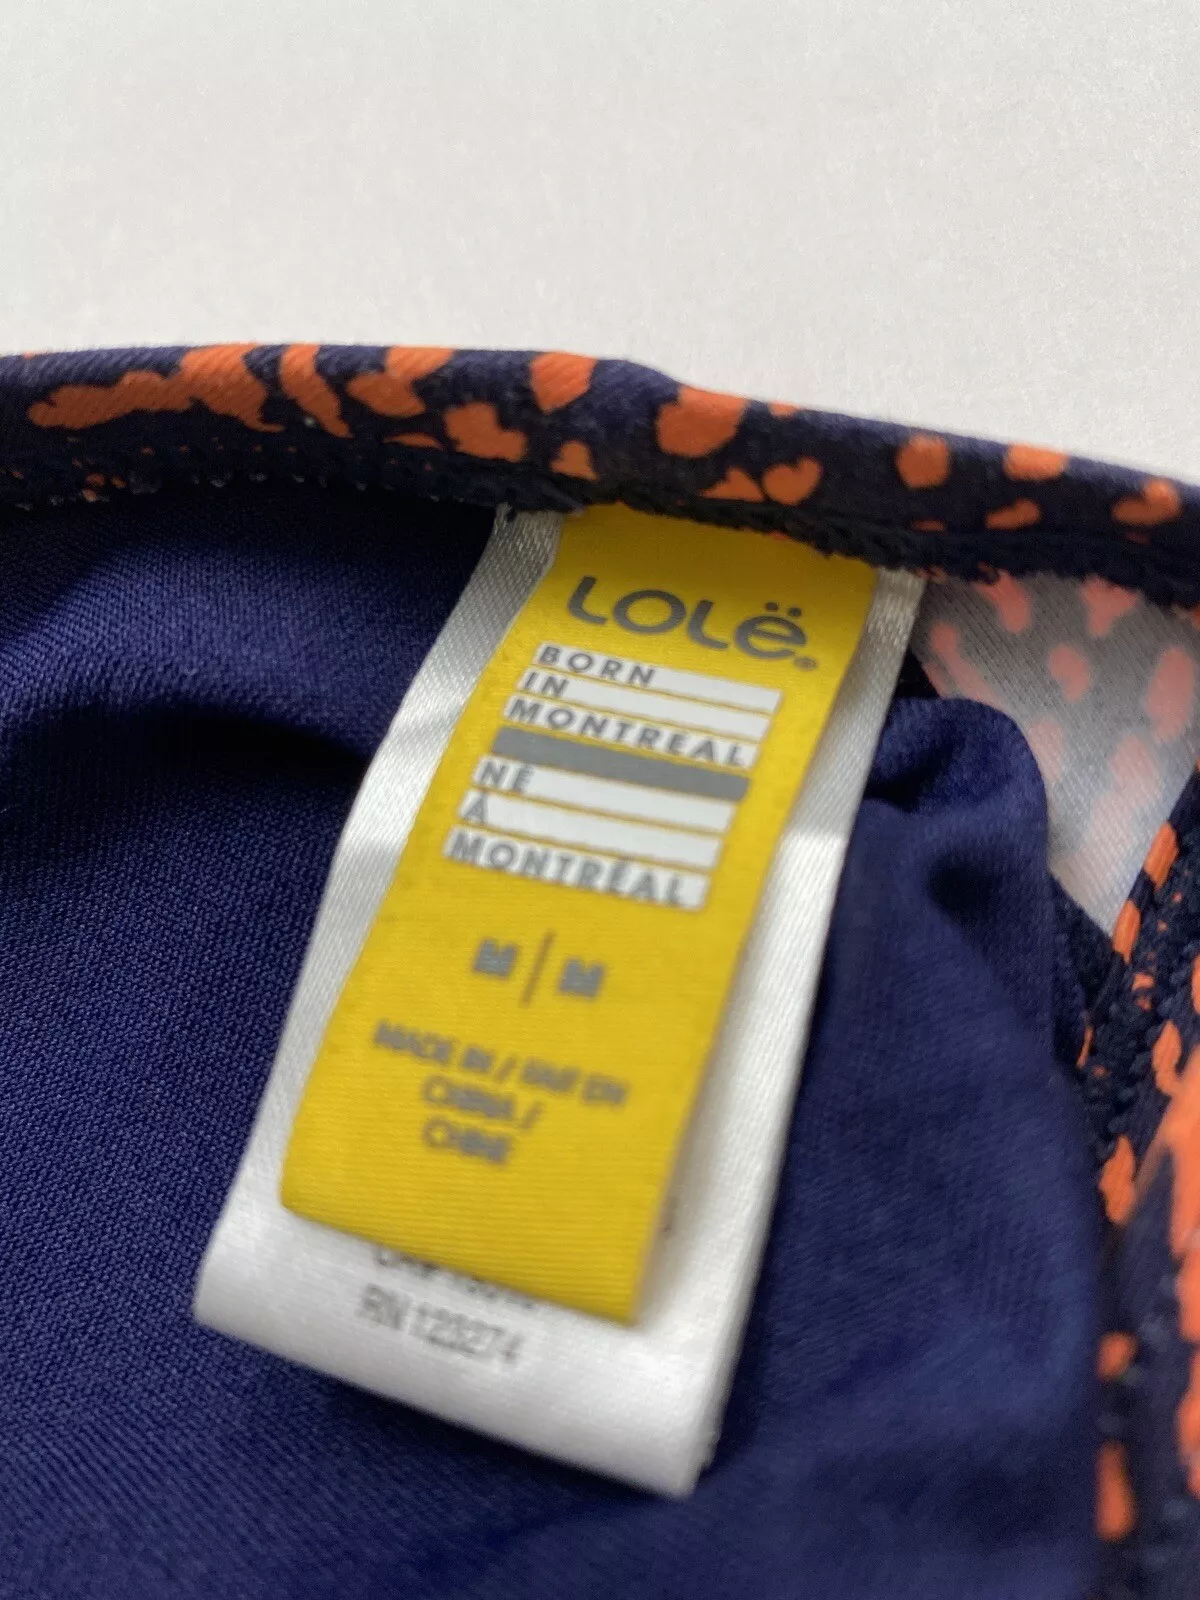 LOLË®
BORN
IN
MONTREAL
NÉ
À
MONTRÉAL
M / M
MADE IN / FAIT EN
CHINA /
CHINE
RN 123274